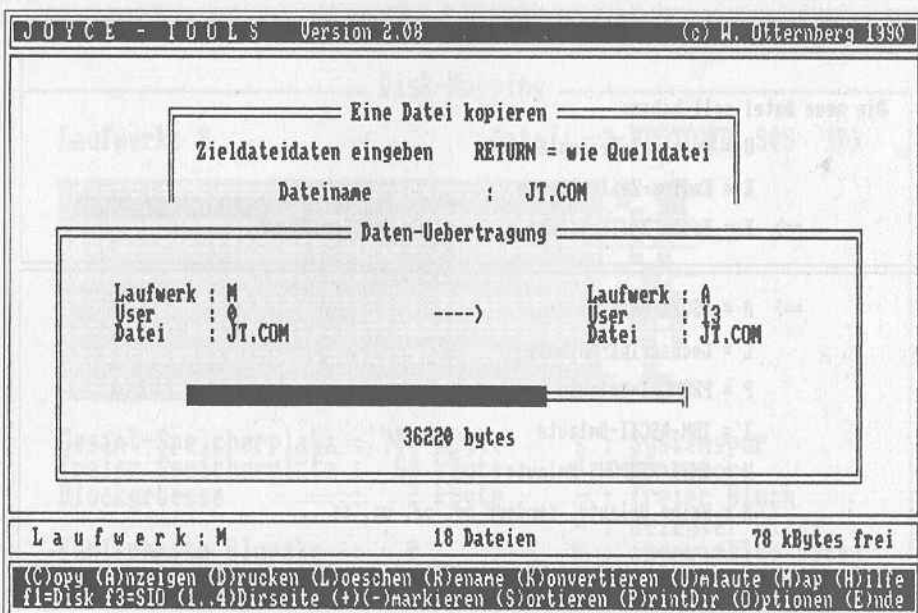 J O Y C E - T O O L S Version 2.08 (c) W. Otternberg 1990
Eine Datei kopieren
Zieldateidaten eingeben RETURN = wie Quelldatei
Dateiname : JT.COM
Daten-Uebertragung
Laufwerk : M Laufwerk : A
User : 0 ----> User : 13
Datei : JT.COM Datei : JT.COM
36220 bytes
L a u f w e r k : M 18 Dateien 78 kBytes frei
(C)opy (A)nzeigen (D)rucken (L)oeschen (R)ename (K)onvertieren (U)mlaute (M)ap (H)ilfe
f1=Disk f3=SIO (1..4)Dirseite (+)(-)markieren (S)ortieren (P)rintDir (O)ptionen (E)nde